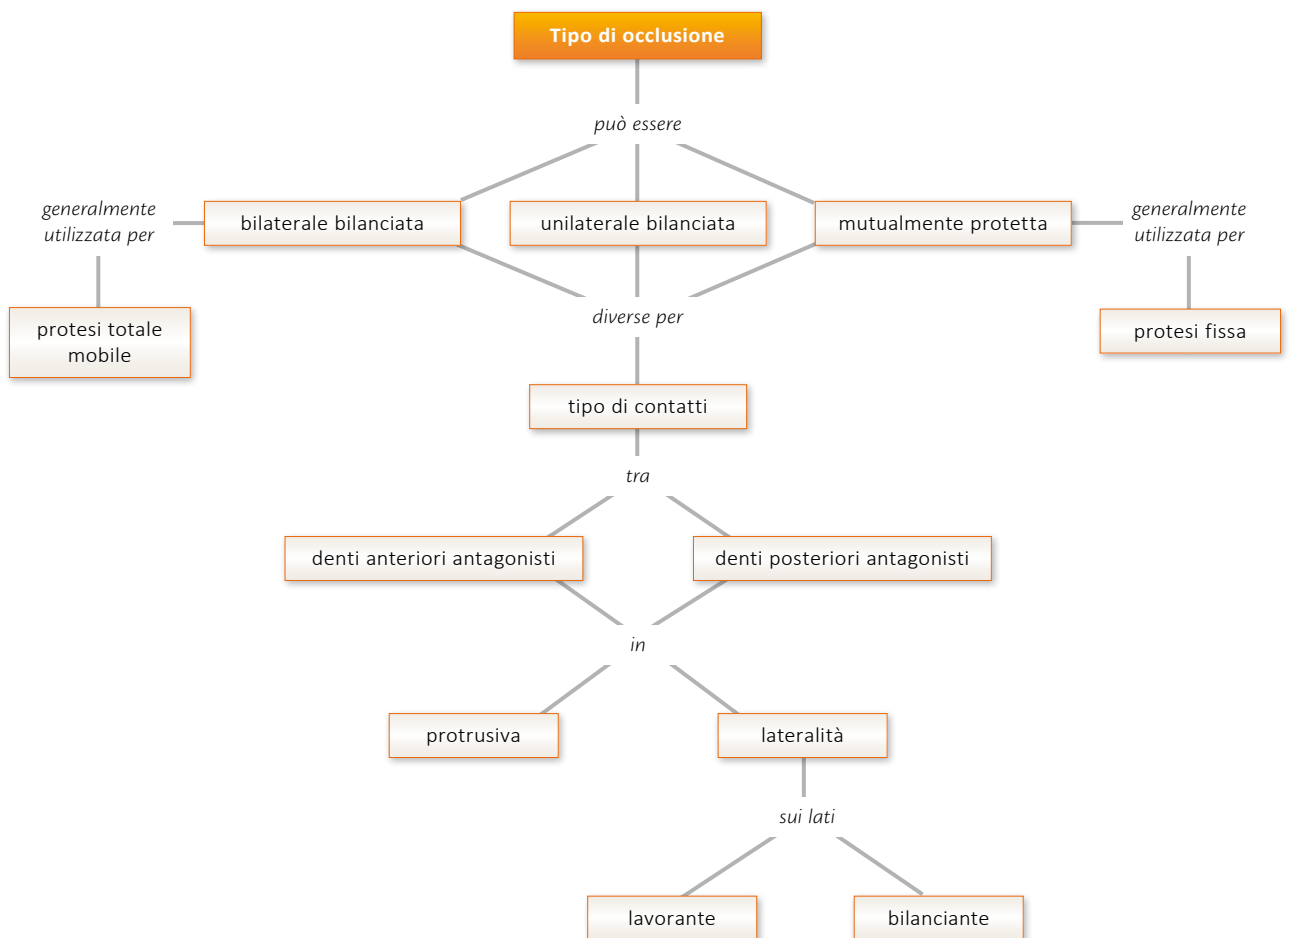 Tipo di occlusione
può essere
generalmente
utilizzata per
bilaterale bilanciata
unilaterale bilanciata
mutualmente protetta
generalmente
utilizzata per
protesi totale
mobile
diverse per
protesi fissa
tipo di contatti
tra
denti anteriori antagonisti
denti posteriori antagonisti
in
protrusiva
lateralità
sui lati
lavorante
bilanciante